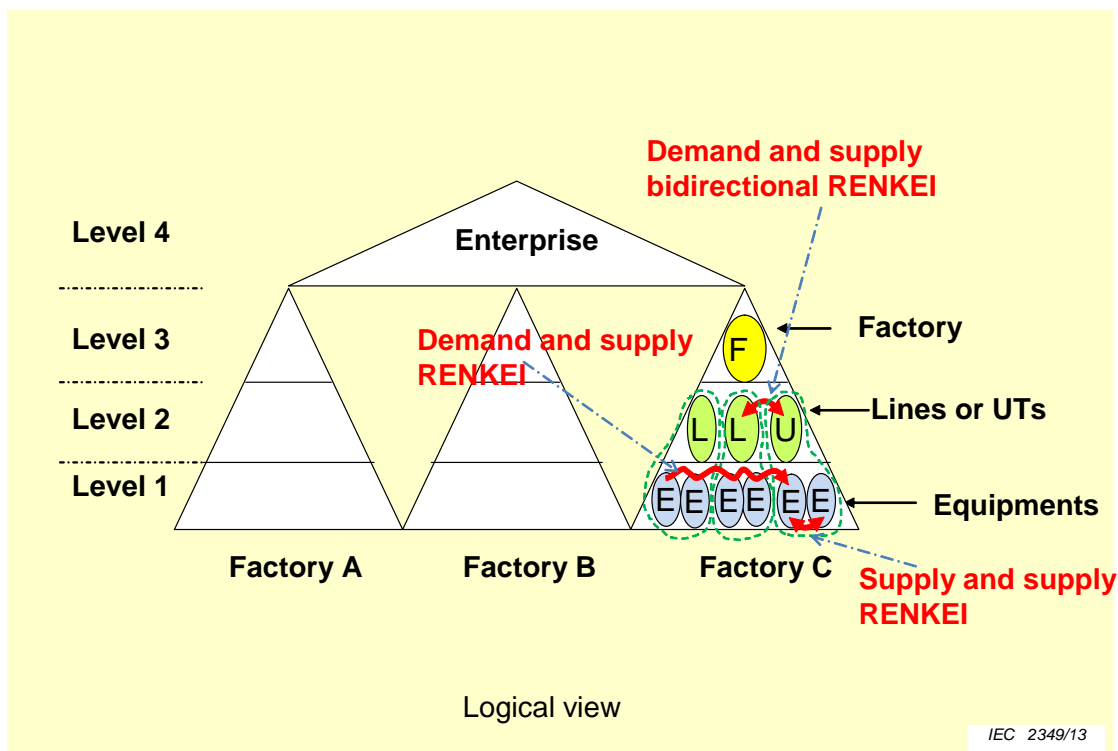 Demand and supply
bidirectional RENKEI
Level 4
Enterprise
Level 3
Factory
Demand and supply
RENKEI
F
Level 2
Lines or UTs
L L U
Level 1
E E E E E E
Equipments
Factory A
Factory B
Factory C
Supply and supply
RENKEI
Logical view
IEC 2349/13